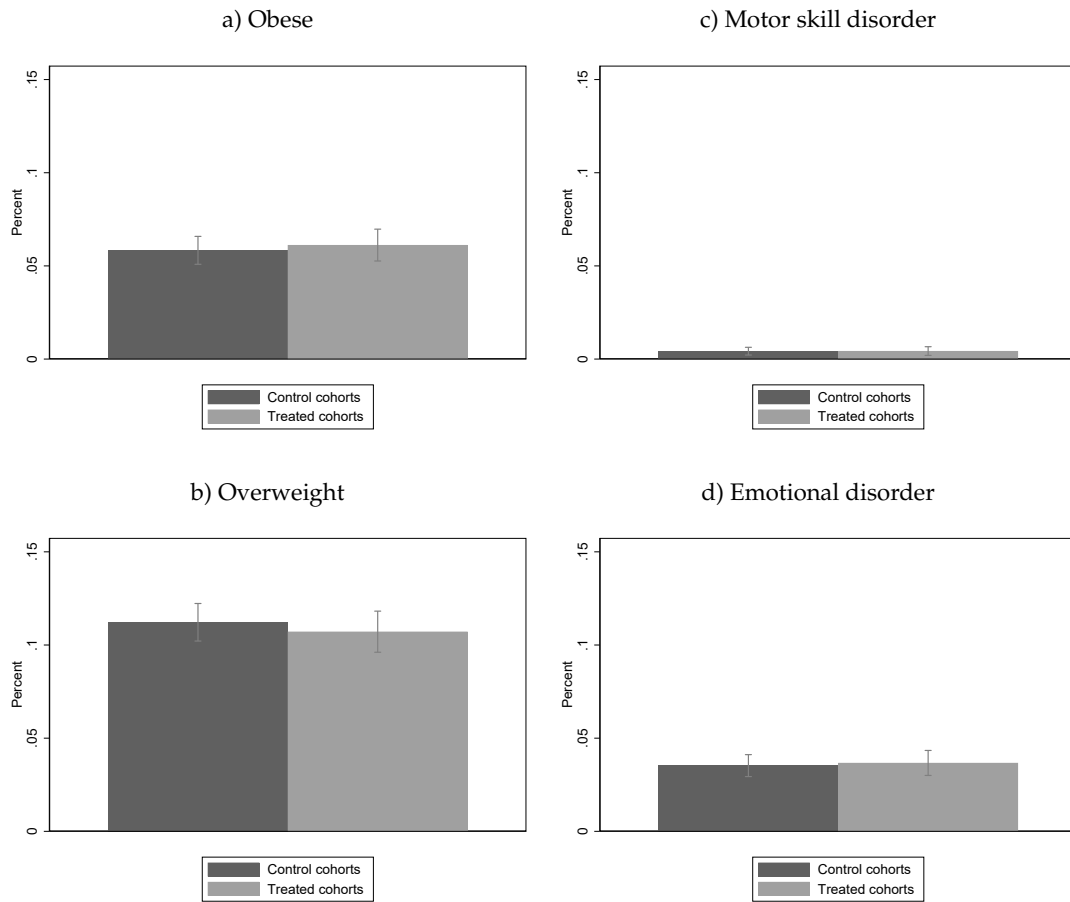 a) Obese
Percent
.15
.1
.05
0
Control cohorts
Treated cohorts
c) Motor skill disorder
Percent
.15
.1
.05
0
Control cohorts
Treated cohorts
b) Overweight
Percent
.15
.1
.05
0
Control cohorts
Treated cohorts
d) Emotional disorder
Percent
.15
.1
.05
0
Control cohorts
Treated cohorts